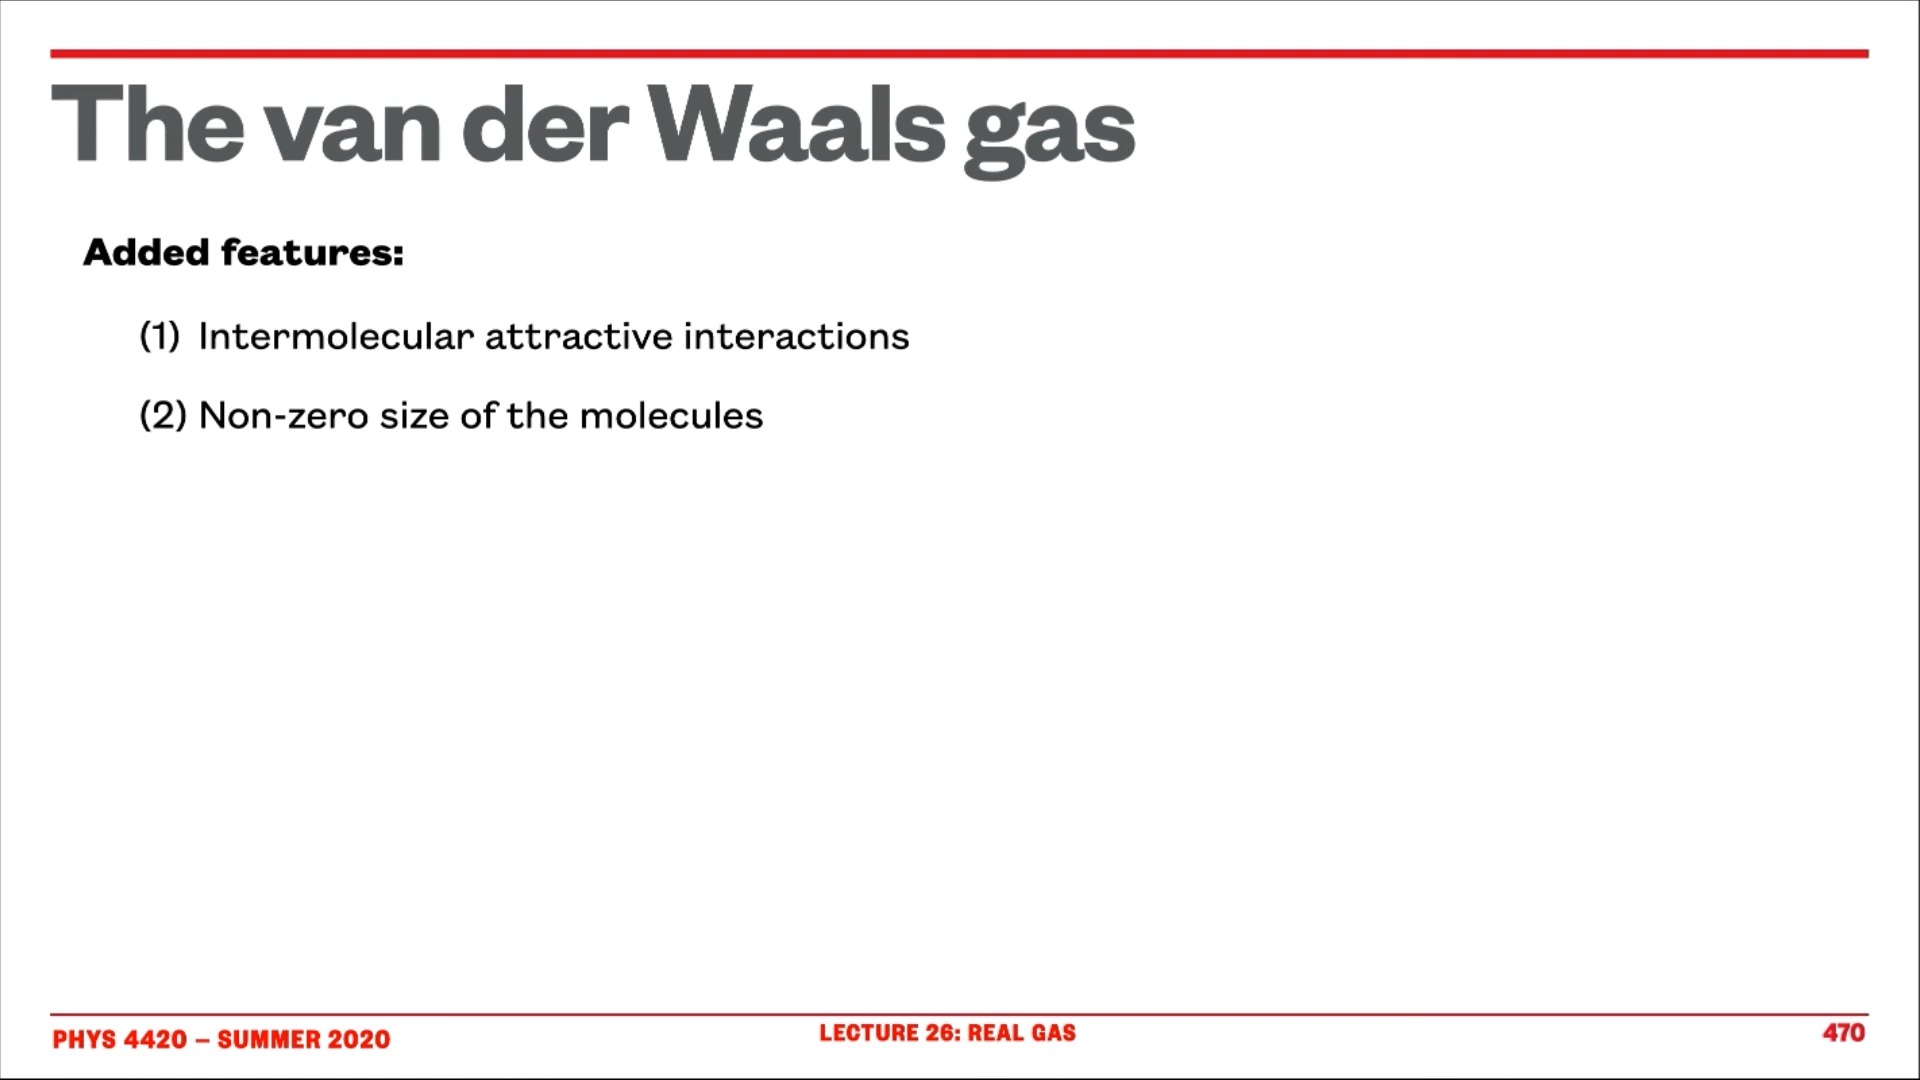 The van der Waals gas
Added features:
(1) Intermolecular attractive interactions
(2) Non-zero size of the molecules
PHYS 4420 – SUMMER 2020
LECTURE 26: REAL GAS
470